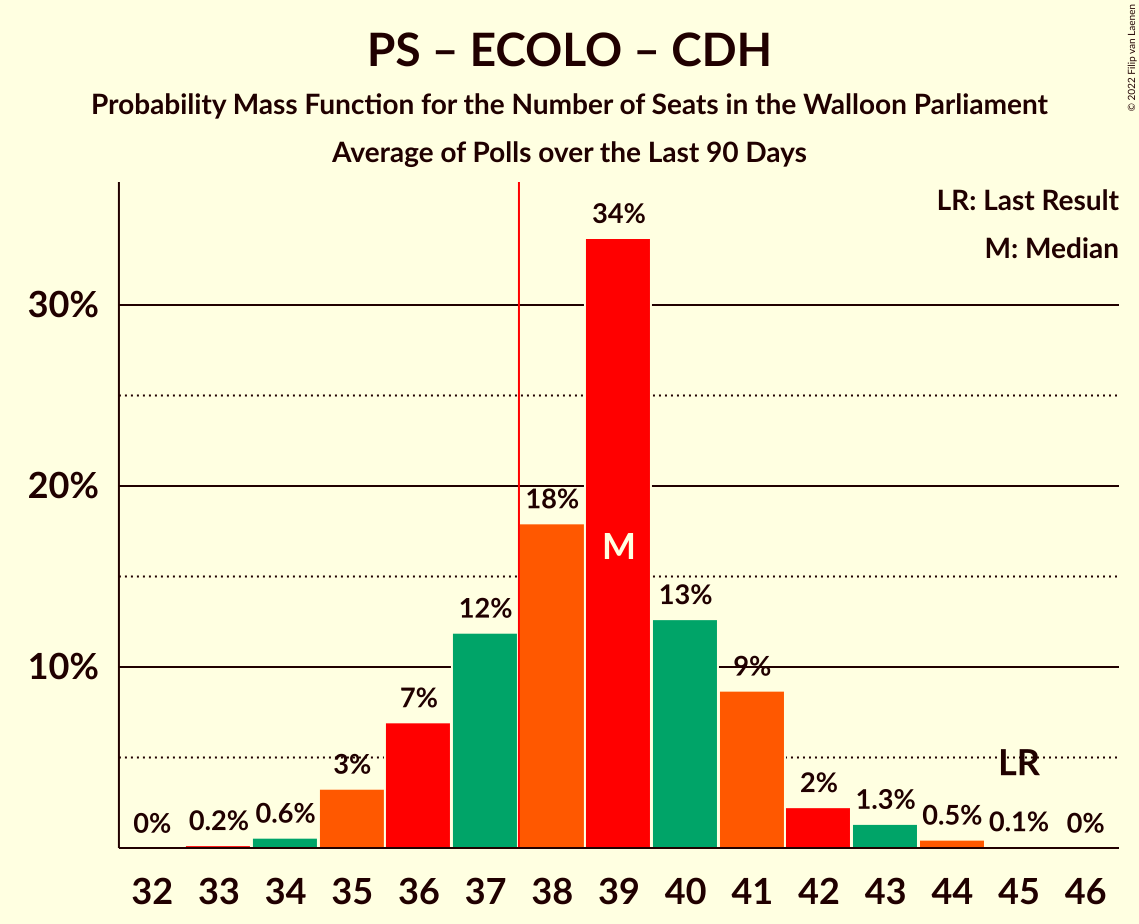 PS – ECOLO – CDH
Probability Mass Function for the Number of Seats in the Walloon Parliament
Average of Polls over the Last 90 Days
© 2022 Filip van Laenen
LR: Last Result
M: Median
30%
20%
10%
0%
0.2%
0.6%
3%
7%
12%
18%
34%
M
13%
9%
2%
1.3%
0.5%
LR
0.1%
0%
32 33 34 35 36 37 38 39 40 41 42 43 44 45 46